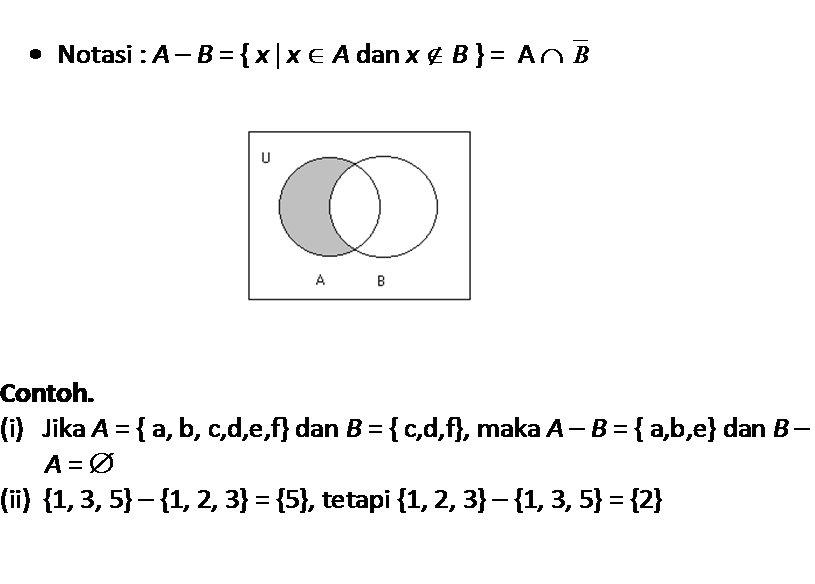 • Notasi : A – B = { x | x ∈ A dan x ∉ B } = A ∩ B̅
U
A B
Contoh.
(i) Jika A = { a, b, c,d,e,f} dan B = { c,d,f}, maka A – B = { a,b,e} dan B –
A = ∅
(ii) {1, 3, 5} – {1, 2, 3} = {5}, tetapi {1, 2, 3} – {1, 3, 5} = {2}